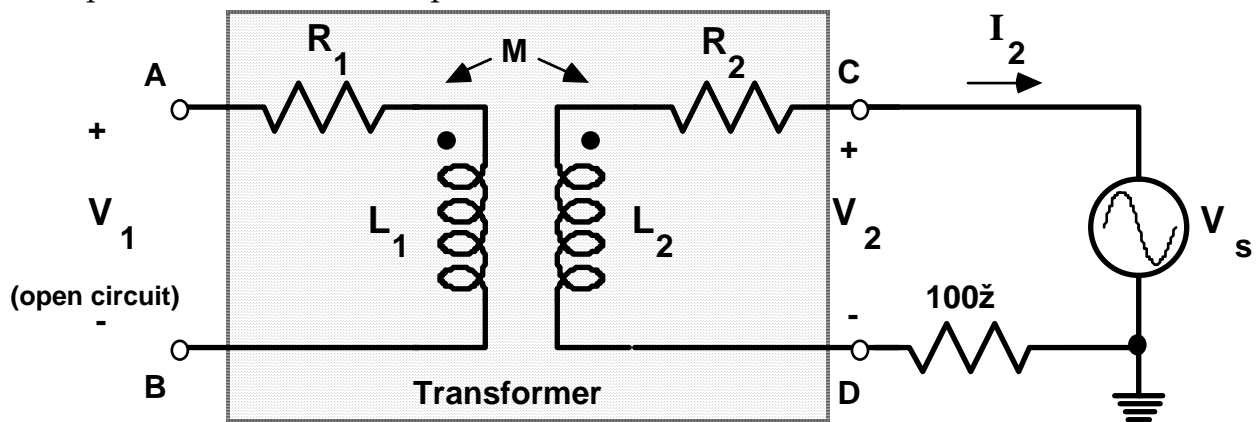 I2
R1
M
R2
A
C
+
+
V1
L1
L2
V2
Vs
(open circuit)
100ž
-
-
B
Transformer
D